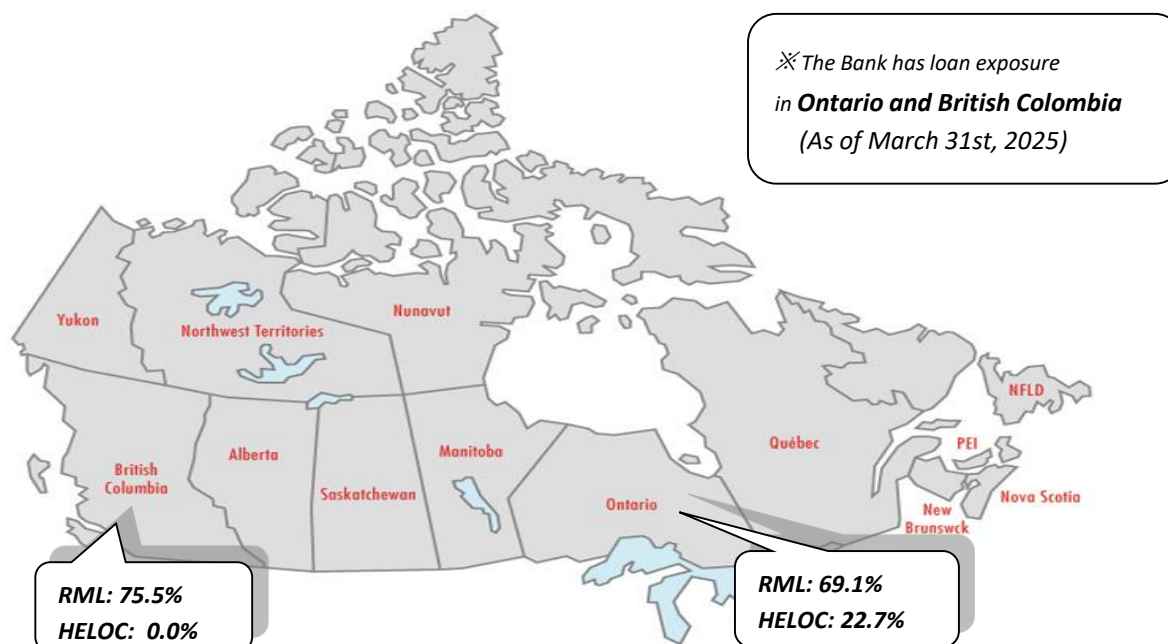 ※ The Bank has loan exposure
in Ontario and British Colombia
(As of March 31st, 2025)
Yukon
Northwest Territories
Nunavut
British
Columbia
Alberta
Saskatchewan
Manitoba
Ontario
Québec
NFLD
PEI
Nova Scotia
New
Brunswck
RML: 75.5%
HELOC: 0.0%
RML: 69.1%
HELOC: 22.7%